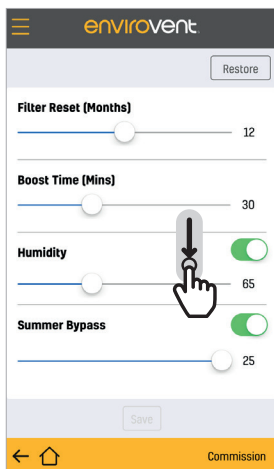 envirovent
Restore
Filter Reset (Months)
12
Boost Time (Mins)
30
Humidity
65
Summer Bypass
25
Save
Commission